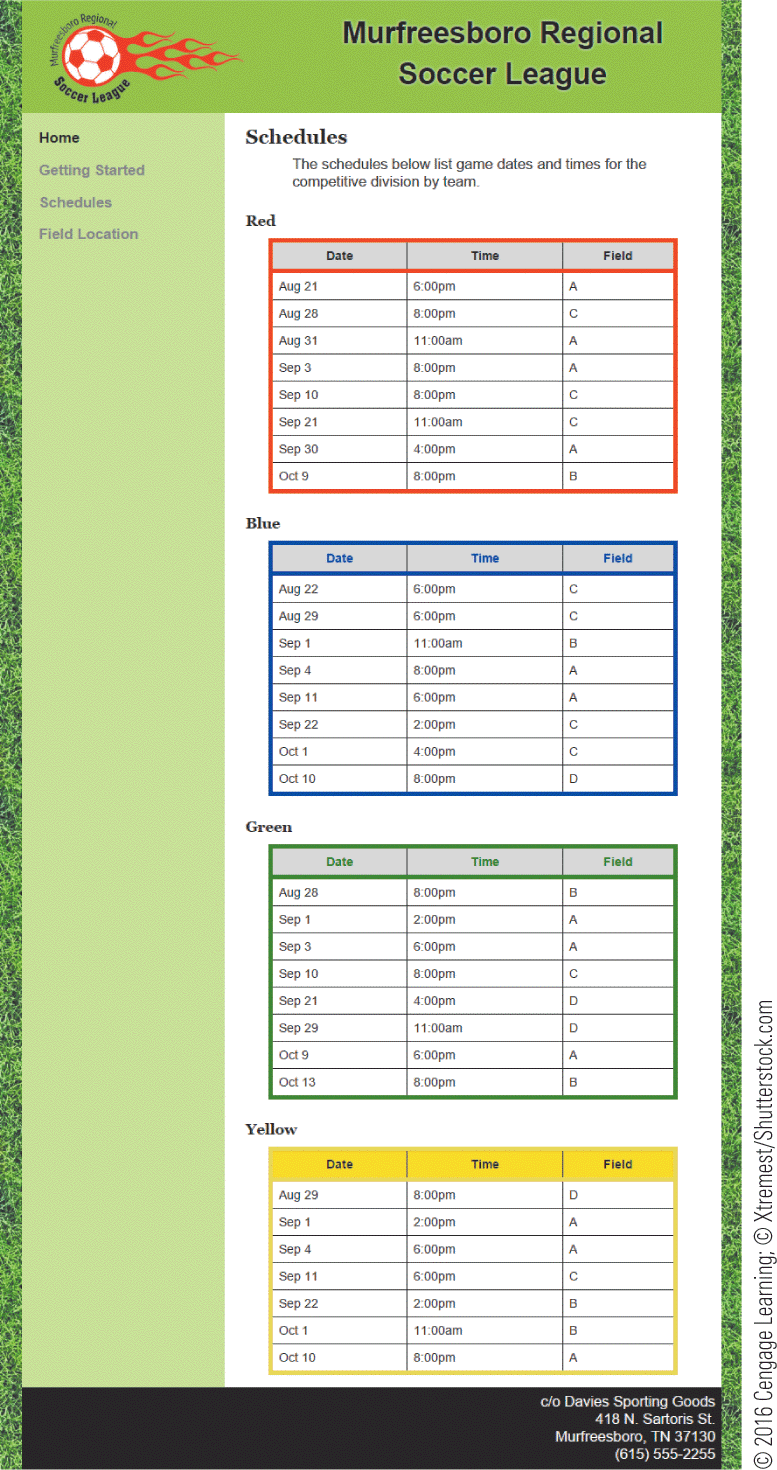 Murfreesboro Regional
Soccer League
Murfreesboro Regional
Soccer League
Home
Getting Started
Schedules
Field Location
Schedules
The schedules below list game dates and times for the
competitive division by team.
Red
Date Time Field
Aug 21 6:00pm A
Aug 28 8:00pm C
Aug 31 11:00am A
Sep 3 8:00pm A
Sep 10 8:00pm C
Sep 21 11:00am C
Sep 30 4:00pm A
Oct 9 8:00pm B
Blue
Date Time Field
Aug 22 6:00pm C
Aug 29 6:00pm C
Sep 1 11:00am B
Sep 4 8:00pm A
Sep 11 6:00pm A
Sep 22 2:00pm C
Oct 1 4:00pm C
Oct 10 8:00pm D
Green
Date Time Field
Aug 28 8:00pm B
Sep 1 2:00pm A
Sep 3 6:00pm A
Sep 10 8:00pm C
Sep 21 4:00pm D
Sep 29 11:00am D
Oct 9 6:00pm A
Oct 13 8:00pm B
Yellow
Date Time Field
Aug 29 8:00pm D
Sep 1 2:00pm A
Sep 4 6:00pm A
Sep 11 6:00pm C
Sep 22 2:00pm B
Oct 1 11:00am B
Oct 10 8:00pm A
c/o Davies Sporting Goods
418 N. Sartoris St.
Murfreesboro, TN 37130
(615) 555-2255
© 2016 Cengage Learning; © Xtremest/Shutterstock.com